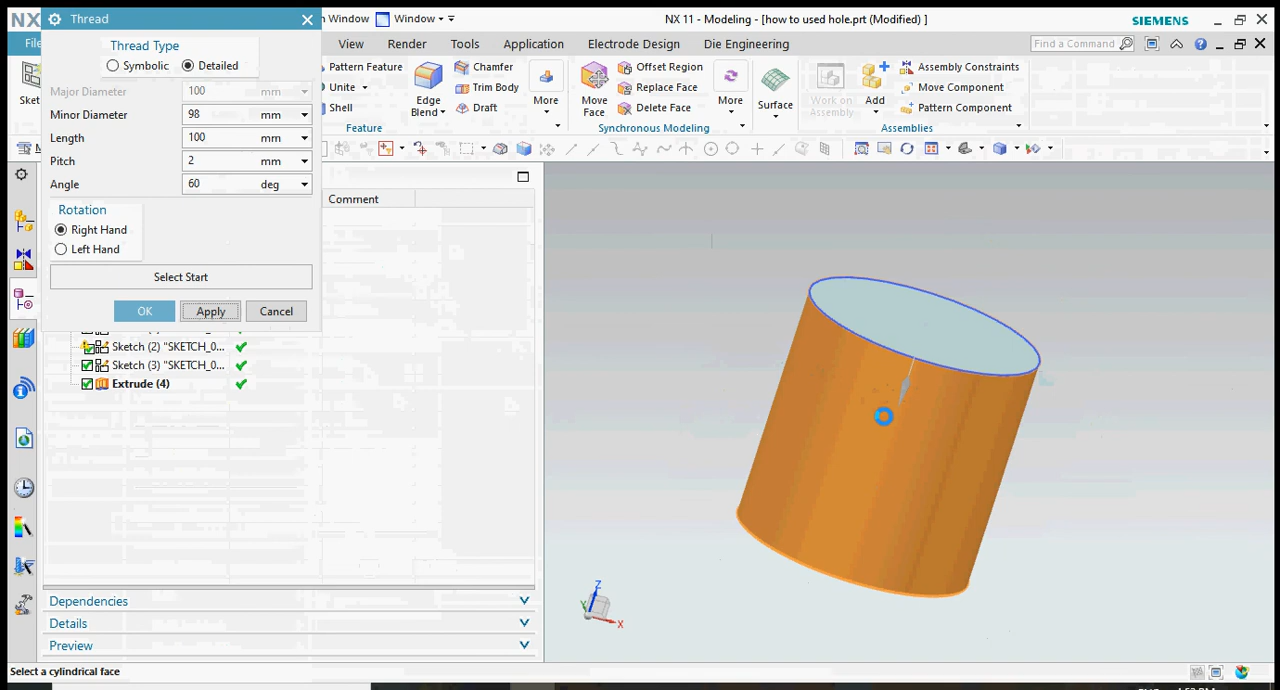 NX
Thread
Window
Window
NX 11 - Modeling - [how to used hole.prt (Modified) ]
SIEMENS
File
View
Render
Tools
Application
Electrode Design
Die Engineering
Find a Command
Thread Type
Symbolic
Detailed
Major Diameter
100
mm
Minor Diameter
98
mm
Length
100
mm
Pitch
2
mm
Angle
60
deg
Rotation
Right Hand
Left Hand
Select Start
OK
Apply
Cancel
Pattern Feature
Unite
Shell
Edge
Blend
Chamfer
Trim Body
Draft
More
Feature
Move
Face
Offset Region
Replace Face
Delete Face
More
Synchronous Modeling
Surface
Work on
Assembly
Add
Assembly Constraints
Move Component
Pattern Component
Assemblies
Comment
Sketch (2) "SKETCH_0...
Sketch (3) "SKETCH_0...
Extrude (4)
Dependencies
Details
Preview
Z
Y
X
Select a cylindrical face